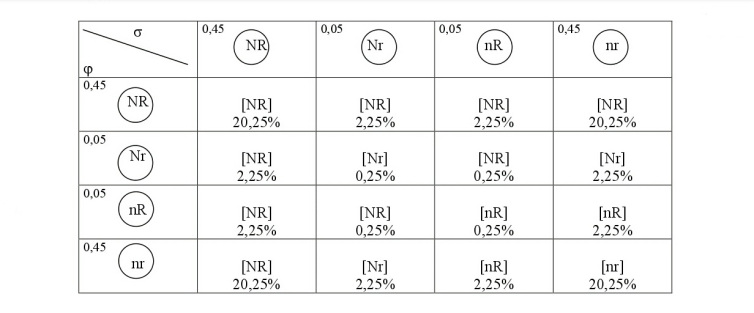 σ
φ
0,45 NR
0,05 Nr
0,05 nR
0,45 nr
0,45 NR
[NR] 20,25%
[NR] 2,25%
[NR] 2,25%
[NR] 20,25%
0,05 Nr
[NR] 2,25%
[Nr] 0,25%
[NR] 0,25%
[Nr] 2,25%
0,05 nR
[NR] 2,25%
[NR] 0,25%
[nR] 0,25%
[nR] 2,25%
0,45 nr
[NR] 20,25%
[Nr] 2,25%
[nR] 2,25%
[nr] 20,25%